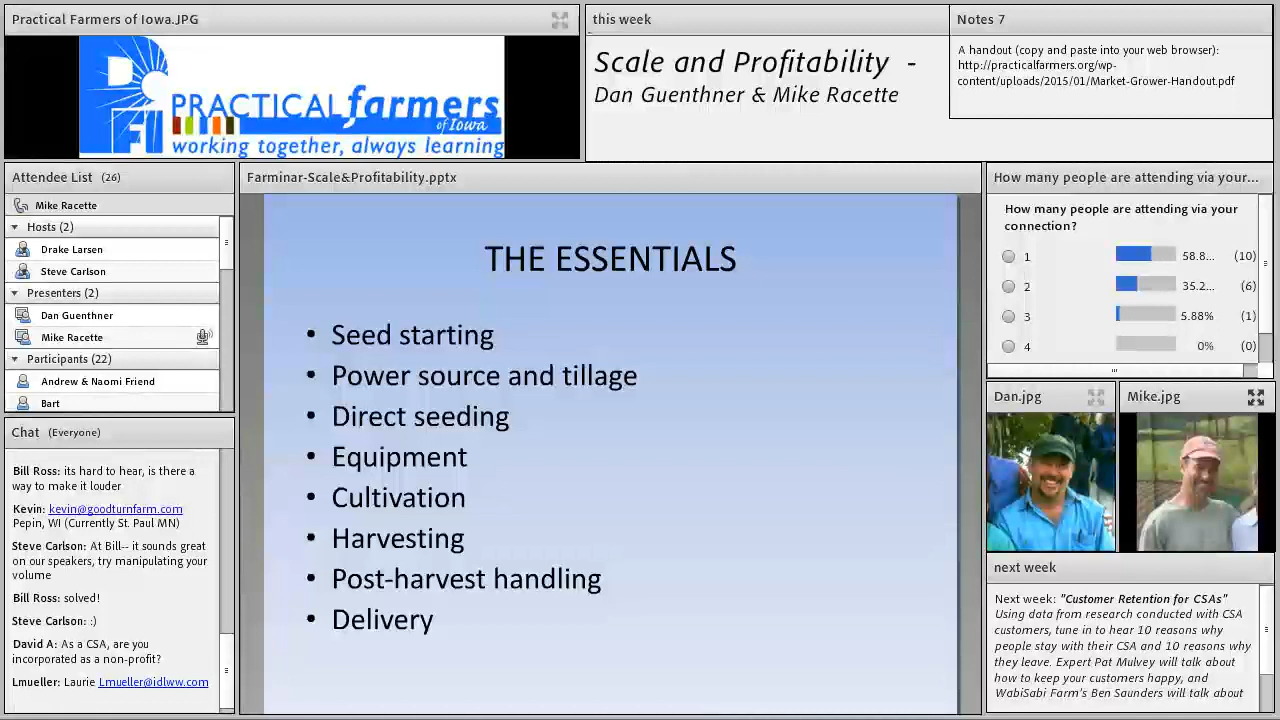 Practical Farmers of Iowa.JPG
PRACTICAL farmers
of Iowa
PFI
working together, always learning
this week
Scale and Profitability -
Dan Guenthner & Mike Racette
Notes 7
A handout (copy and paste into your web browser):
http://practicalfarmers.org/wp-
content/uploads/2015/01/Market-Grower-Handout.pdf
Attendee List (26)
Mike Racette
Hosts (2)
Drake Larsen
Steve Carlson
Presenters (2)
Dan Guenthner
Mike Racette
Participants (22)
Andrew & Naomi Friend
Bart
Chat (Everyone)
Bill Ross: its hard to hear, is there a
way to make it louder
Kevin: kevin@goodturnfarm.com
Pepin, WI (Currently St. Paul MN)
Steve Carlson: At Bill-- it sounds great
on our speakers, try manipulating your
volume
Bill Ross: solved!
Steve Carlson: :)
David A: As a CSA, are you
incorporated as a non-profit?
Lmueller: Laurie Lmueller@idlww.com
Farminar-Scale&Profitability.pptx
THE ESSENTIALS
• Seed starting
• Power source and tillage
• Direct seeding
• Equipment
• Cultivation
• Harvesting
• Post-harvest handling
• Delivery
How many people are attending via your...
How many people are attending via your
connection?
1 58.8... (10)
2 35.2... (6)
3 5.88% (1)
4 0% (0)
Dan.jpg
Mike.jpg
next week
Next week: "Customer Retention for CSAs"
Using data from research conducted with CSA
customers, tune in to hear 10 reasons why
people stay with their CSA and 10 reasons why
they leave. Expert Pat Mulvey will talk about
how to keep your customers happy, and
WabiSabi Farm's Ben Saunders will talk about